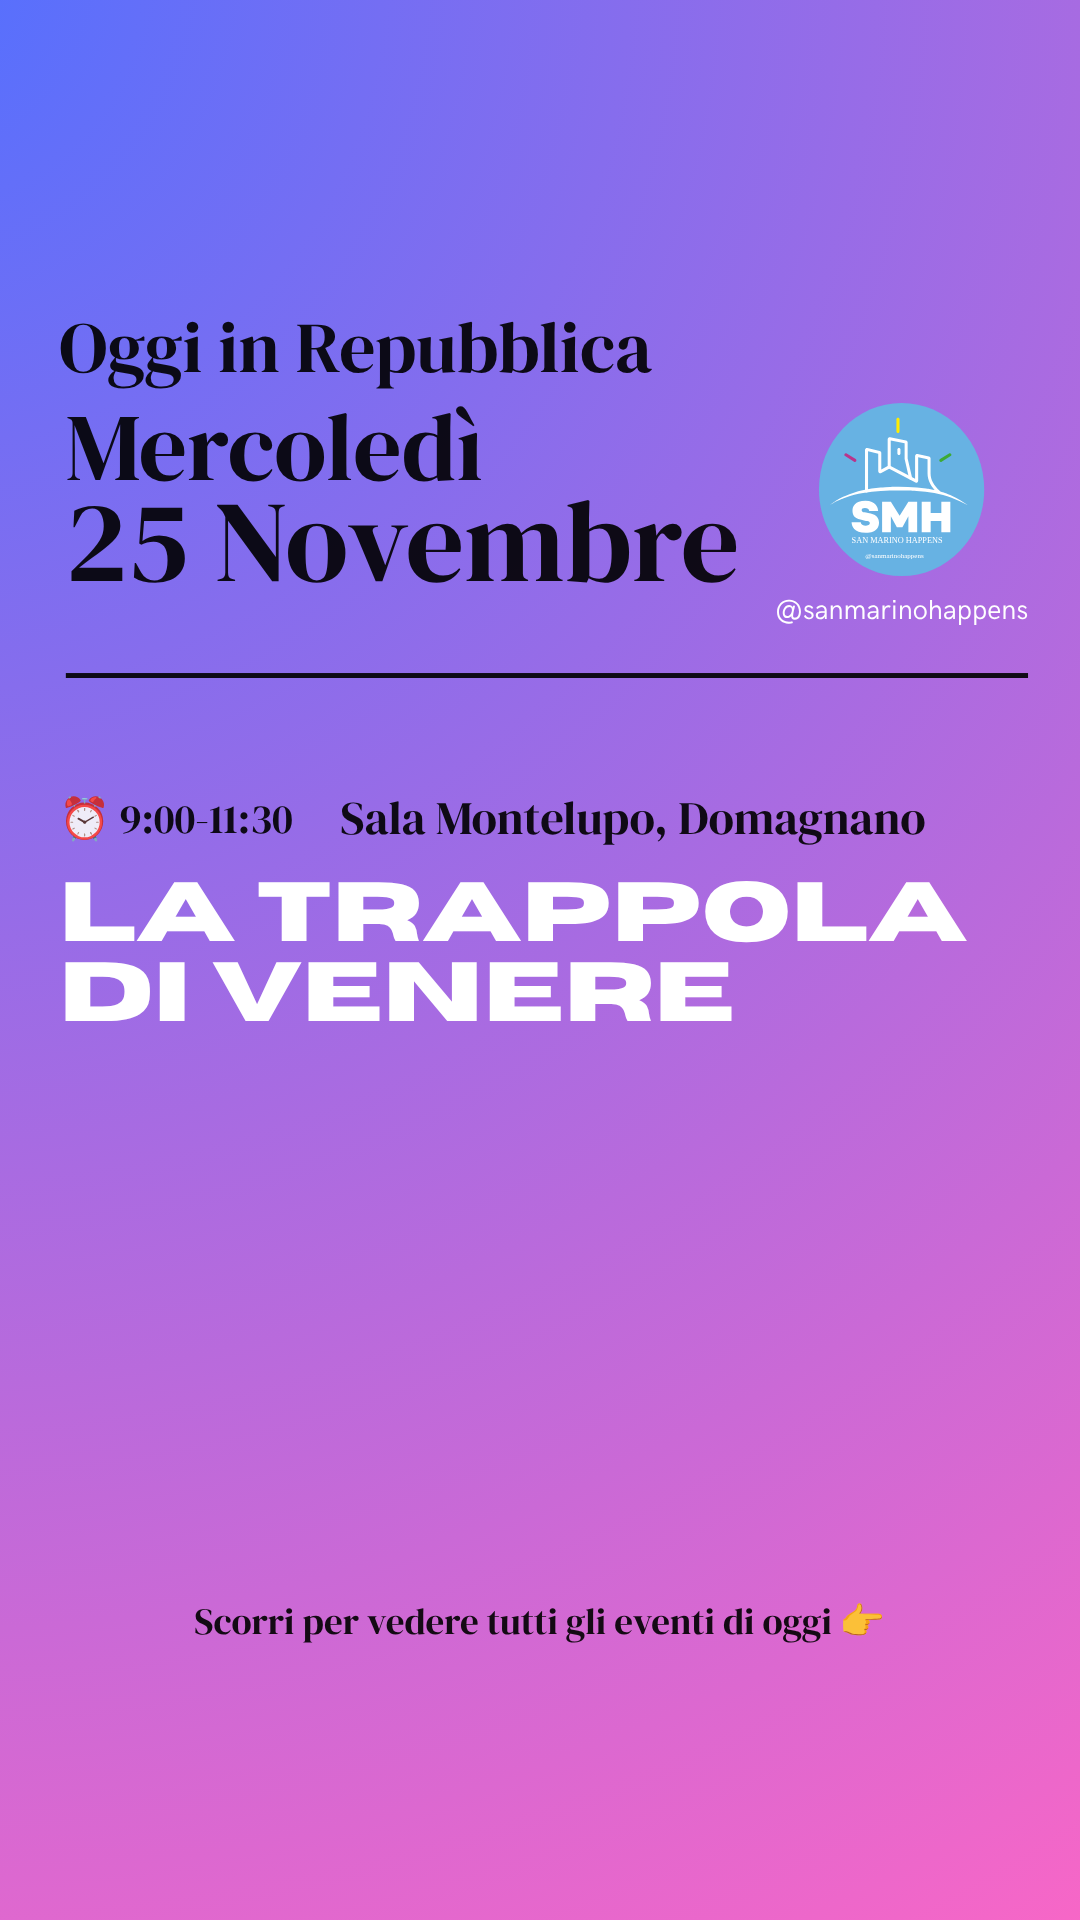 Oggi in Repubblica
Mercoledì
25 Novembre
SMH
SAN MARINO HAPPENS
@sanmarinohappens
@sanmarinohappens
⏰ 9:00-11:30 Sala Montelupo, Domagnano
LA TRAPPOLA
DI VENERE
Scorri per vedere tutti gli eventi di oggi 👉